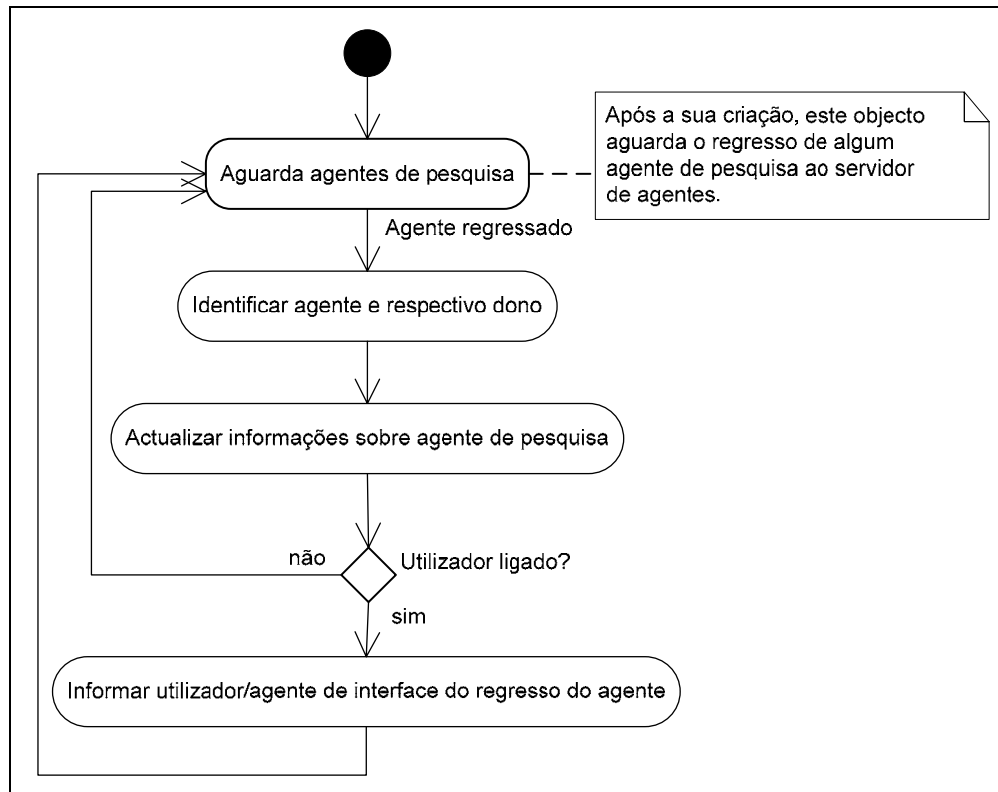 Após a sua criação, este objecto
aguarda o regresso de algum
agente de pesquisa ao servidor
de agentes.
Aguarda agentes de pesquisa
Agente regressado
Identificar agente e respectivo dono
Actualizar informações sobre agente de pesquisa
não
Utilizador ligado?
sim
Informar utilizador/agente de interface do regresso do agente